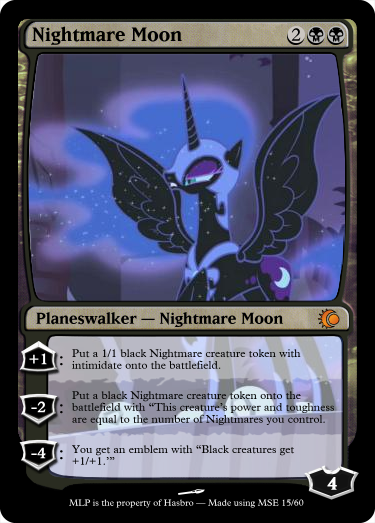 Nightmare Moon 2
Planeswalker — Nightmare Moon
+1: Put a 1/1 black Nightmare creature token with
intimidate onto the battlefield.
-2: Put a black Nightmare creature token onto the
battlefield with “This creature's power and toughness
are equal to the number of Nightmares you control.
-4: You get an emblem with “Black creatures get
+1/+1.’”
4
MLP is the property of Hasbro — Made using MSE 15/60